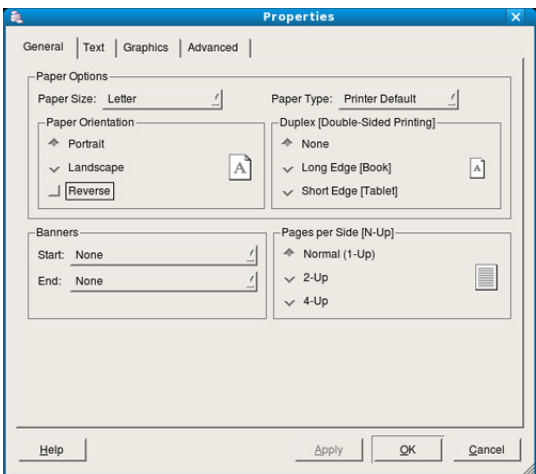 Properties
General Text Graphics Advanced
Paper Options
Paper Size: Letter
Paper Type: Printer Default
Paper Orientation
Portrait
Landscape
Reverse
A
Duplex [Double-Sided Printing]
None
Long Edge [Book]
Short Edge [Tablet]
A
Banners
Start: None
End: None
Pages per Side [N-Up]
Normal (1-Up)
2-Up
4-Up
Help Apply OK Cancel